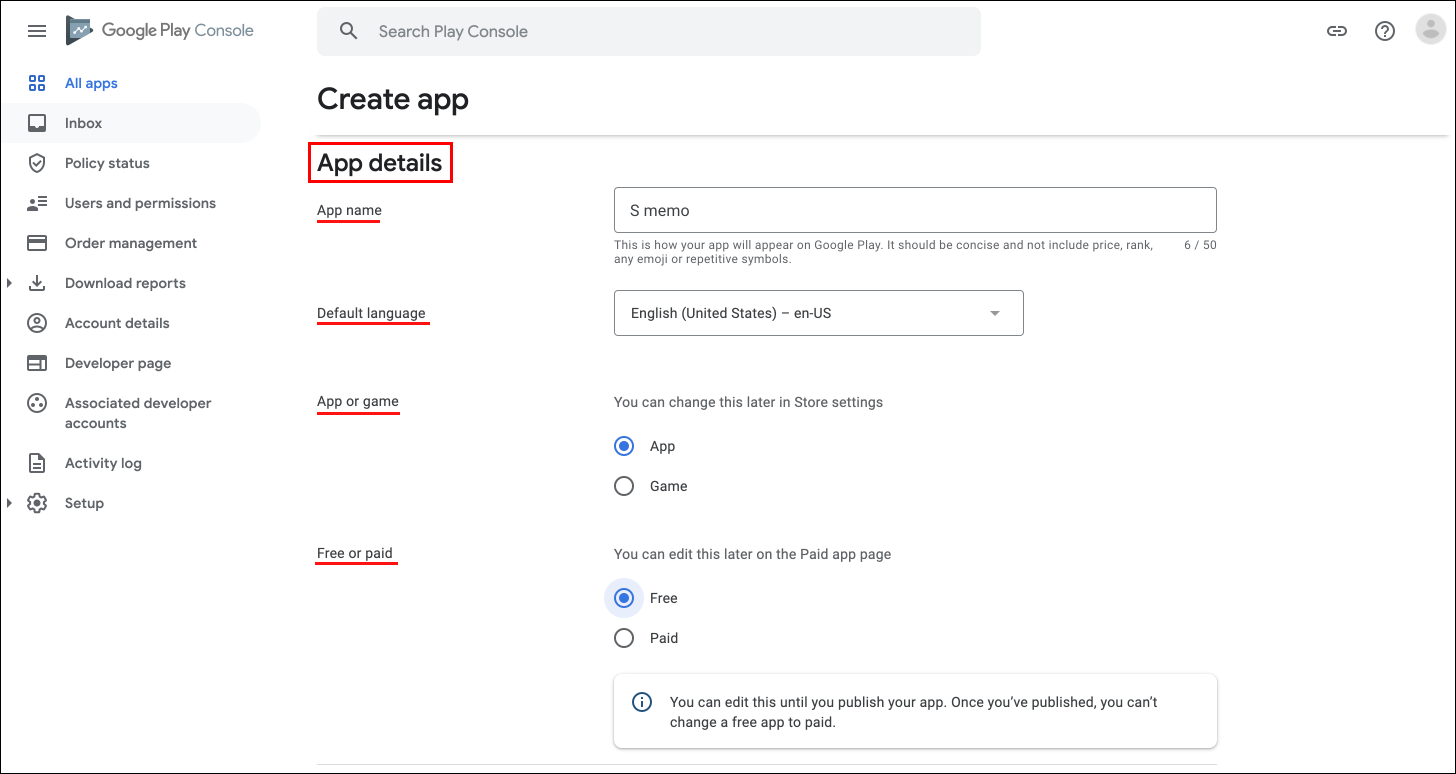 Google Play Console
Search Play Console
All apps
Inbox
Policy status
Users and permissions
Order management
Download reports
Account details
Developer page
Associated developer
accounts
Activity log
Setup
Create app
App details
App name
S memo
This is how your app will appear on Google Play. It should be concise and not include price, rank,
any emoji or repetitive symbols.
6 / 50
Default language
English (United States) – en-US
App or game
You can change this later in Store settings
App
Game
Free or paid
You can edit this later on the Paid app page
Free
Paid
You can edit this until you publish your app. Once you’ve published, you can’t
change a free app to paid.